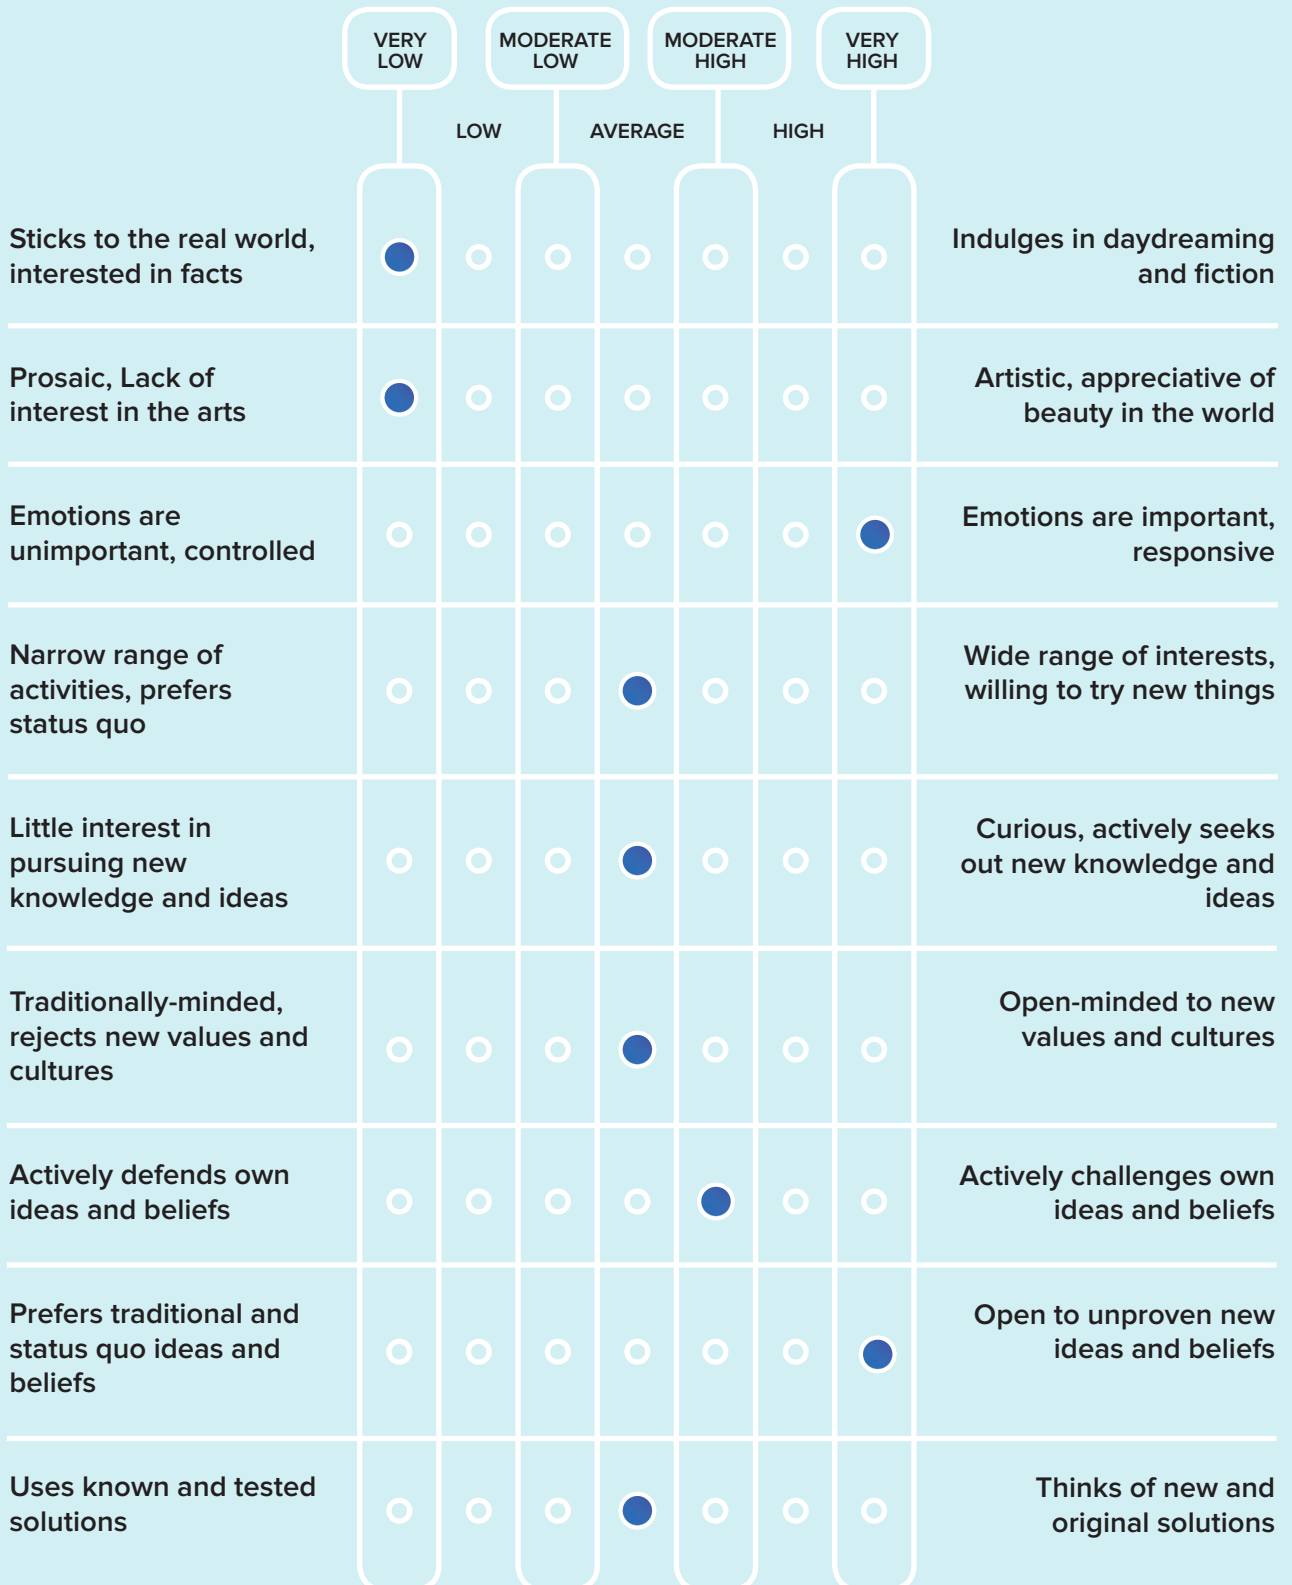 VERY
LOW
MODERATE
LOW
MODERATE
HIGH
VERY
HIGH
LOW
AVERAGE
HIGH
Sticks to the real world,
interested in facts
Indulges in daydreaming
and fiction
Prosaic, Lack of
interest in the arts
Artistic, appreciative of
beauty in the world
Emotions are
unimportant, controlled
Emotions are important,
responsive
Narrow range of
activities, prefers
status quo
Wide range of interests,
willing to try new things
Little interest in
pursuing new
knowledge and ideas
Curious, actively seeks
out new knowledge and
ideas
Traditionally-minded,
rejects new values and
cultures
Open-minded to new
values and cultures
Actively defends own
ideas and beliefs
Actively challenges own
ideas and beliefs
Prefers traditional and
status quo ideas and
beliefs
Open to unproven new
ideas and beliefs
Uses known and tested
solutions
Thinks of new and
original solutions